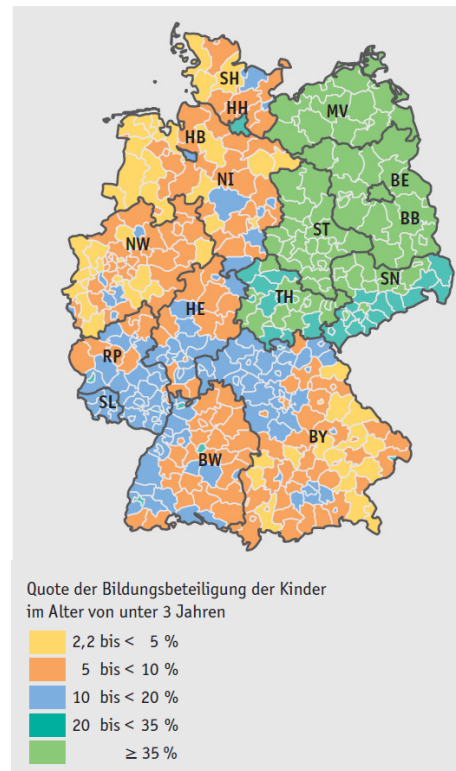 SH
HH
MV
HB
NI
BE
BB
ST
NW
SN
TH
HE
RP
SL
BY
BW
Quote der Bildungsbeteiligung der Kinder
im Alter von unter 3 Jahren
2,2 bis < 5 %
5 bis < 10 %
10 bis < 20 %
20 bis < 35 %
≥ 35 %